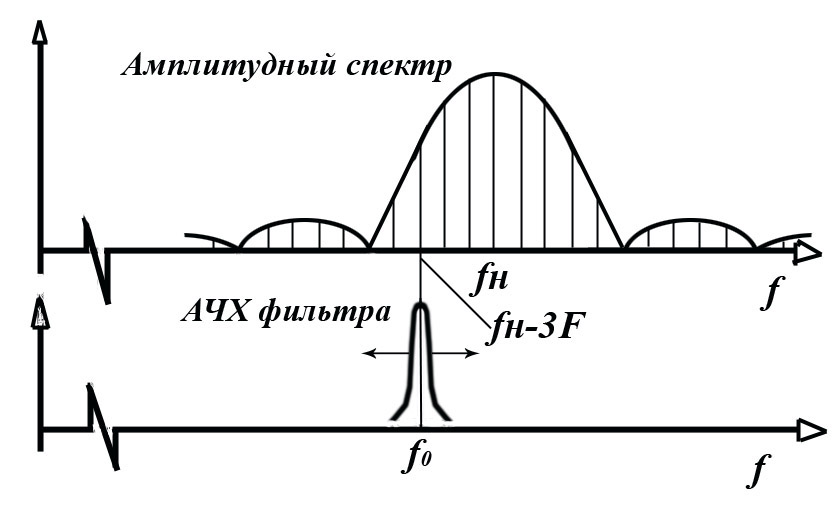 Амплитудный спектр
fн
f
АЧХ фильтра
fн-3F
f₀
f